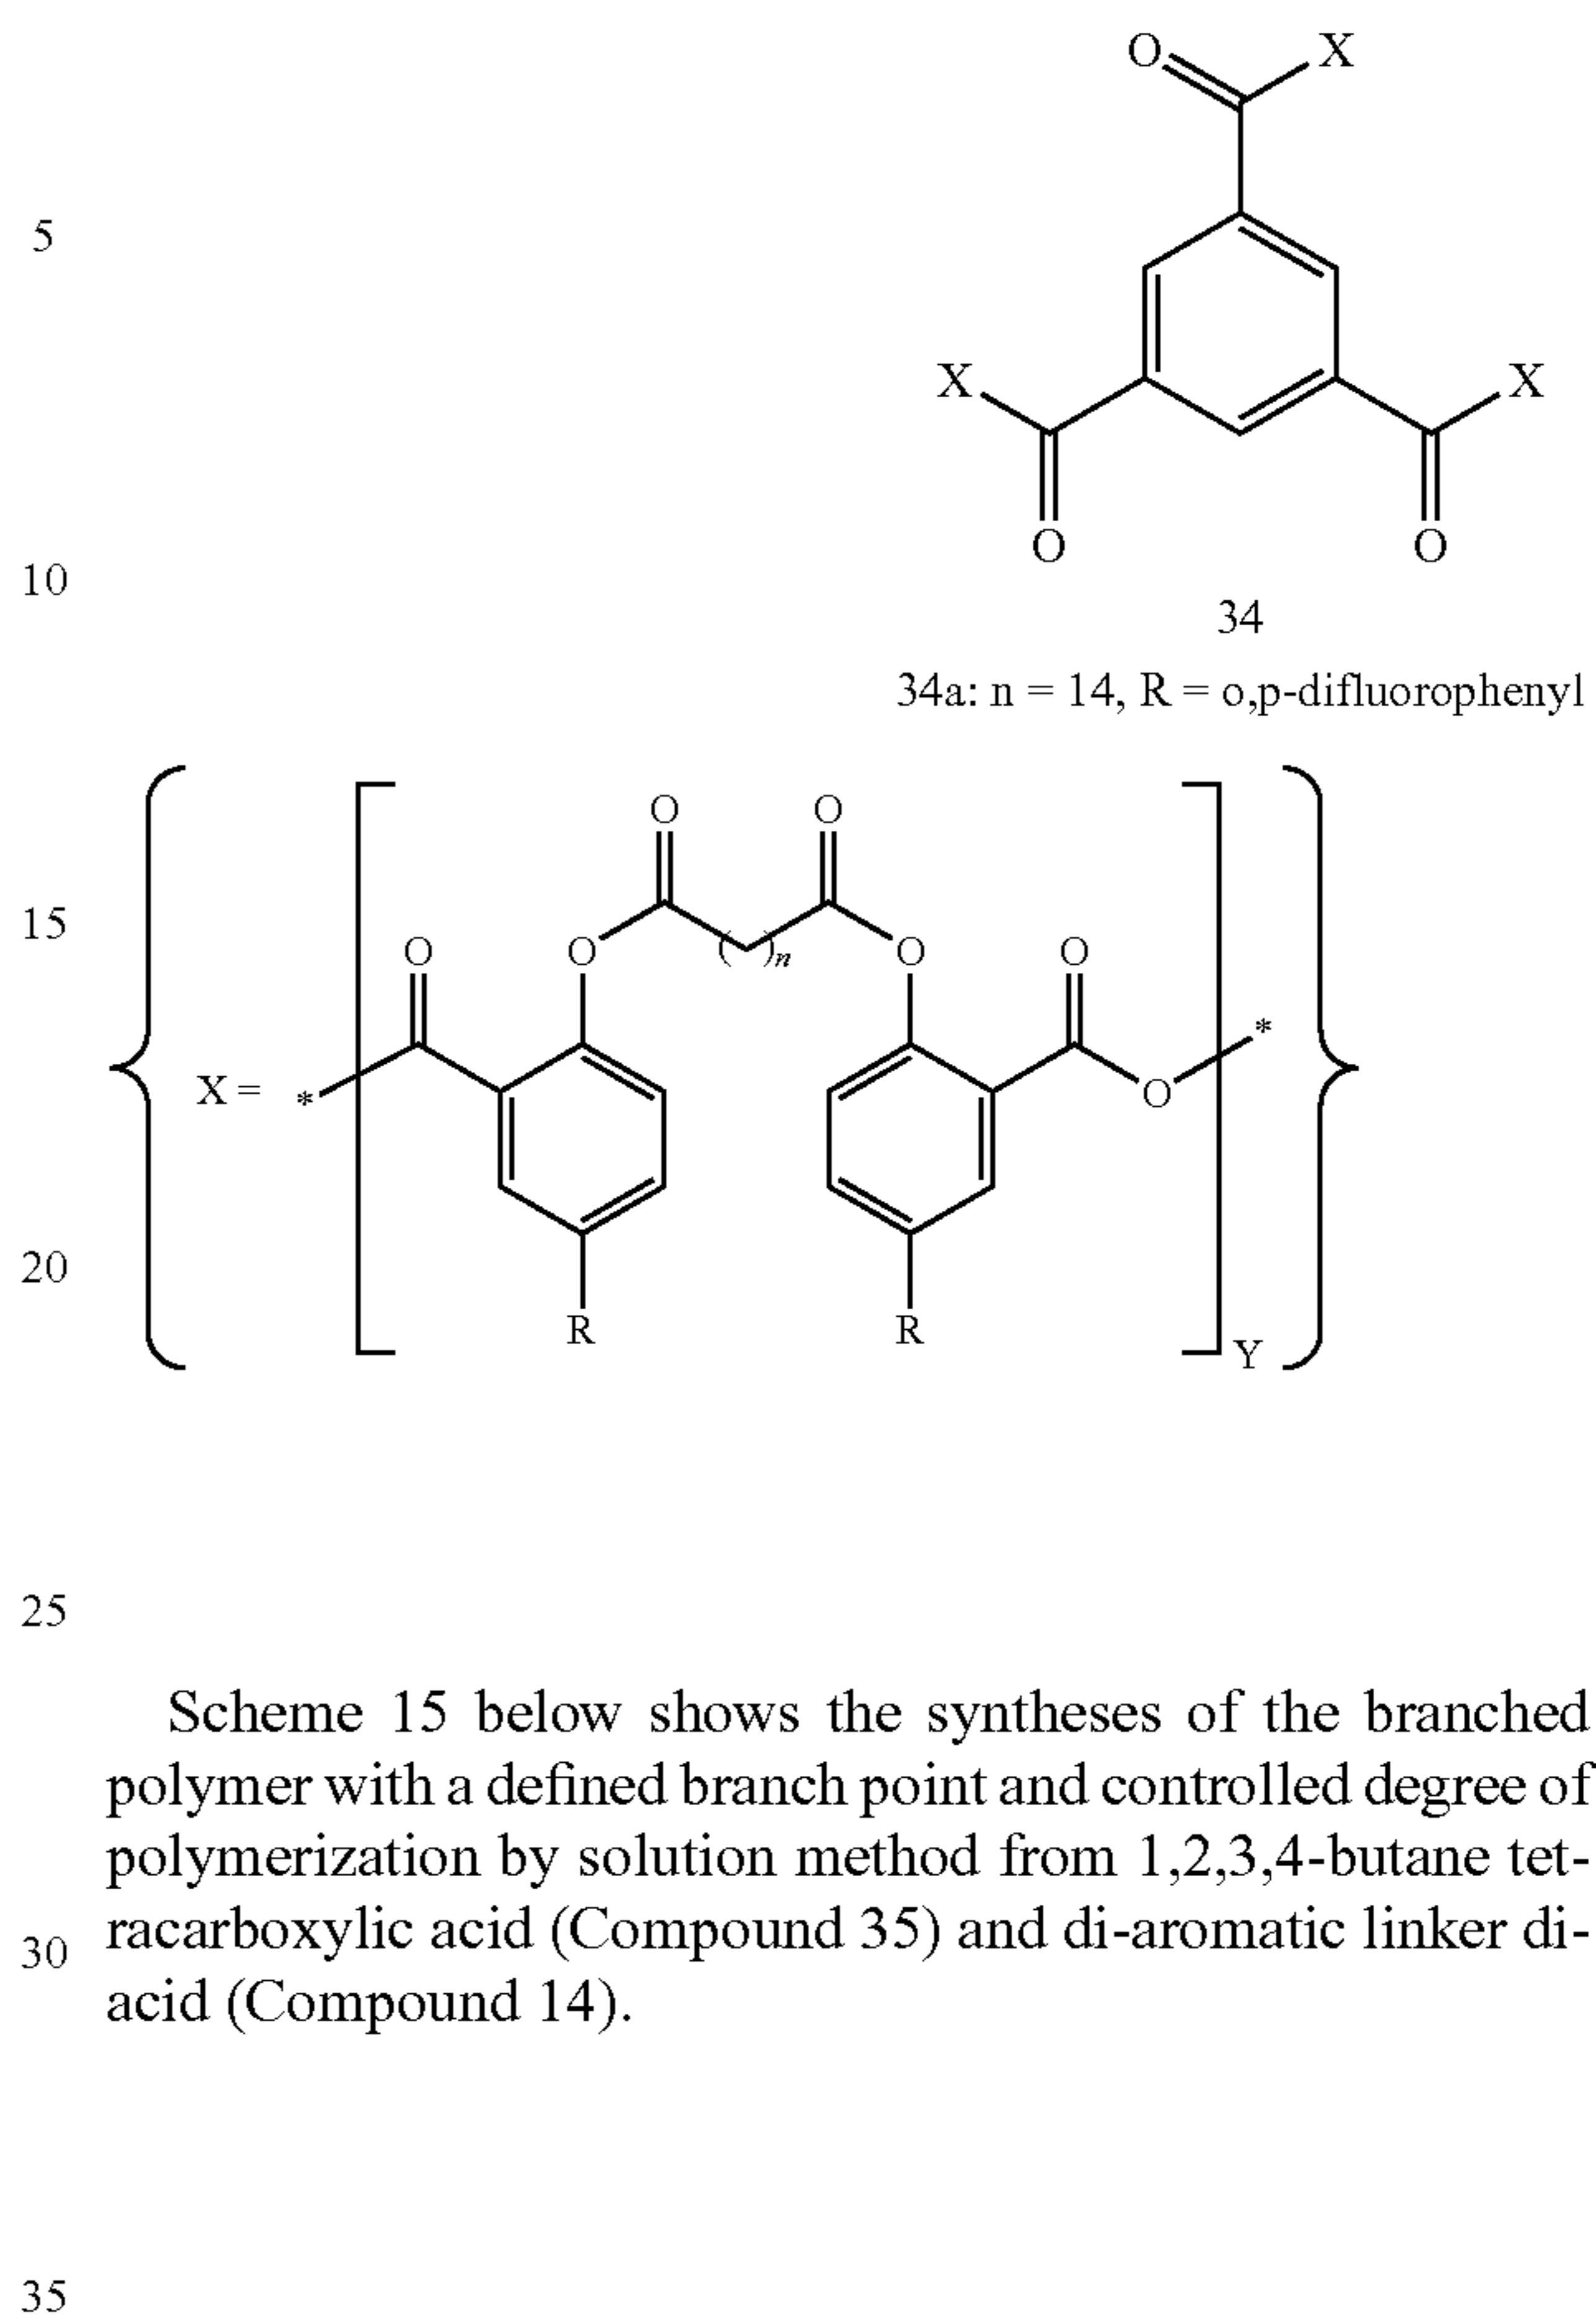 O X
5
X X
O O
10
34
34a: n = 14, R = o,p-difluorophenyl
O O
15
O O ( )n O O
*
X = * O
20
R R
Y
25
Scheme 15 below shows the syntheses of the branched
polymer with a defined branch point and controlled degree of
polymerization by solution method from 1,2,3,4-butane tet-
30 racarboxylic acid (Compound 35) and di-aromatic linker di-
acid (Compound 14).
35